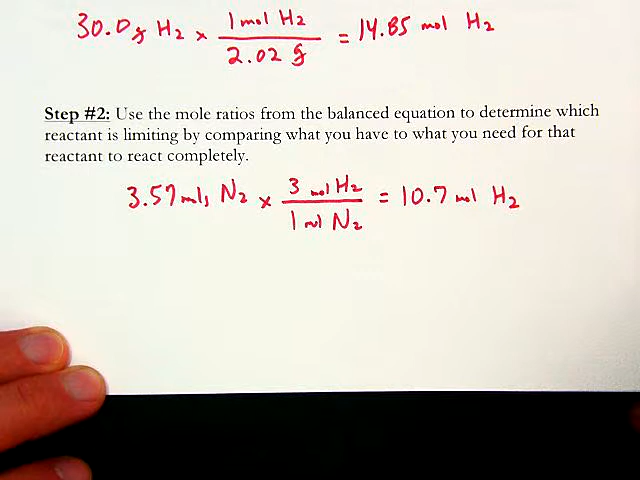 30.0g H₂ × 1 mol H₂ / 2.02 g = 14.85 mol H₂
Step #2: Use the mole ratios from the balanced equation to determine which
reactant is limiting by comparing what you have to what you need for that
reactant to react completely.
3.57 mols N₂ × 3 mol H₂ / 1 mol N₂ = 10.7 mol H₂